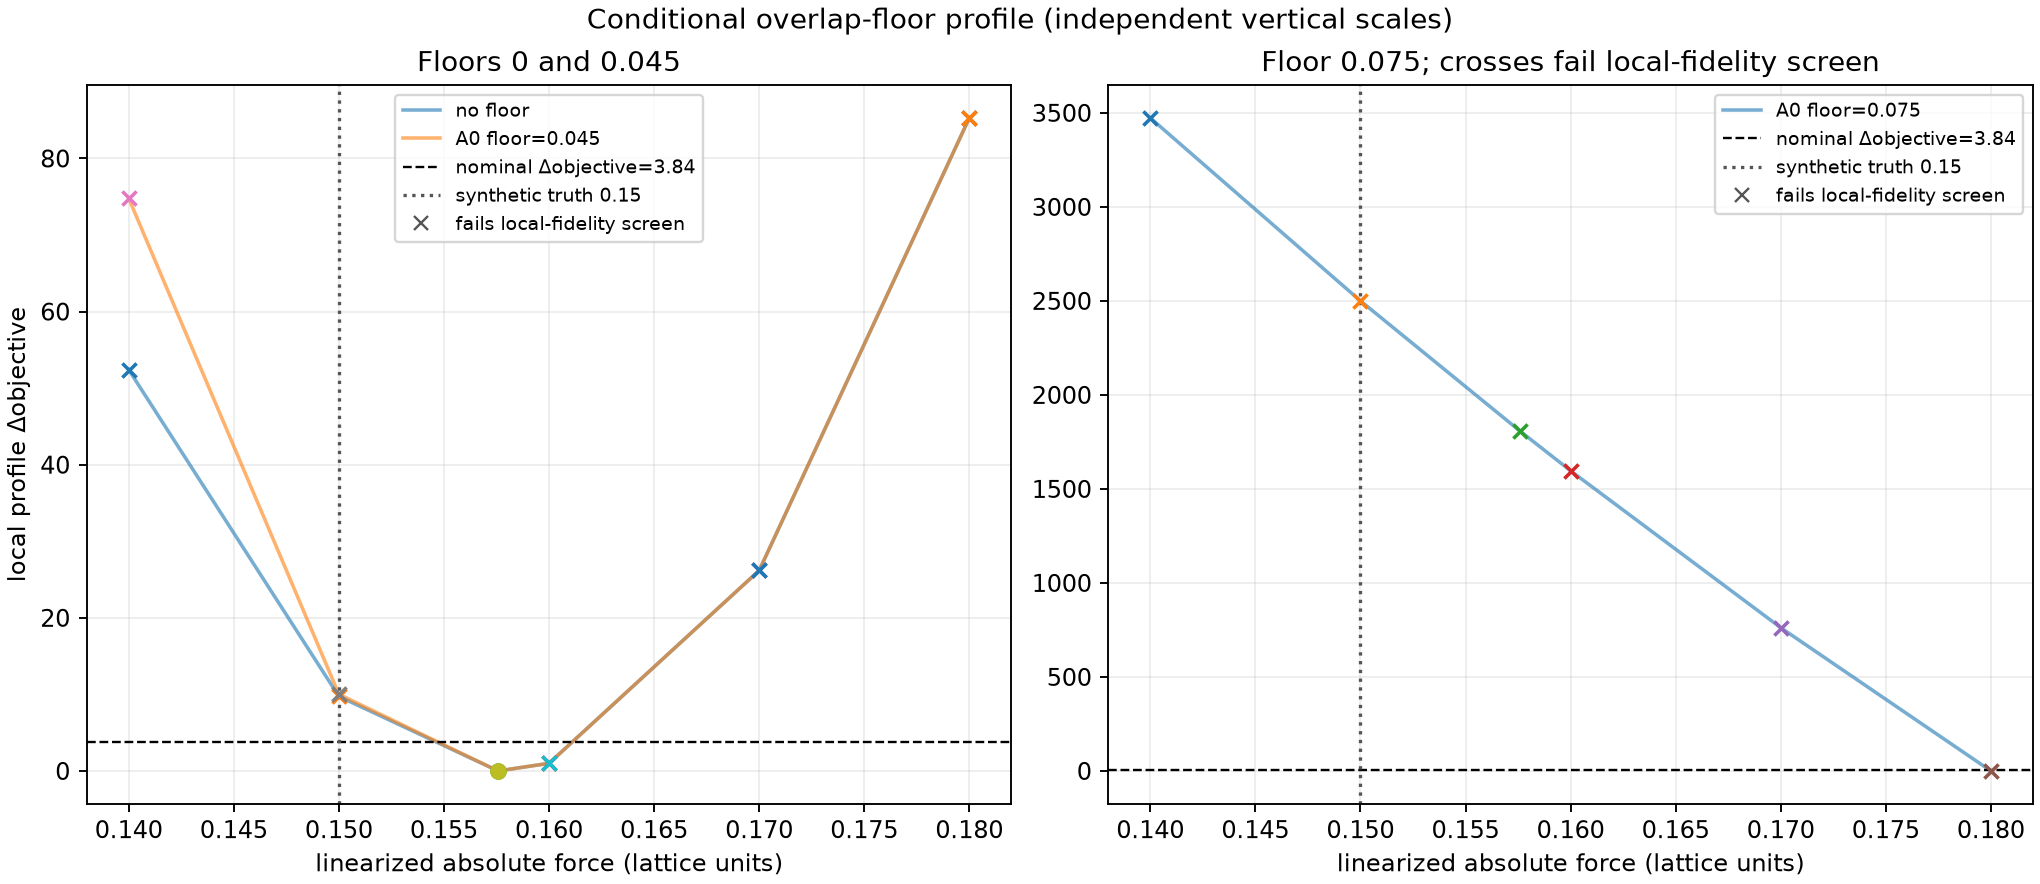 Conditional overlap-floor profile (independent vertical scales)
Floors 0 and 0.045
no floor
A0 floor=0.045
nominal Δobjective=3.84
synthetic truth 0.15
fails local-fidelity screen
local profile Δobjective
80
60
40
20
0
0.140 0.145 0.150 0.155 0.160 0.165 0.170 0.175 0.180
linearized absolute force (lattice units)
Floor 0.075; crosses fail local-fidelity screen
A0 floor=0.075
nominal Δobjective=3.84
synthetic truth 0.15
fails local-fidelity screen
3500
3000
2500
2000
1500
1000
500
0
0.140 0.145 0.150 0.155 0.160 0.165 0.170 0.175 0.180
linearized absolute force (lattice units)